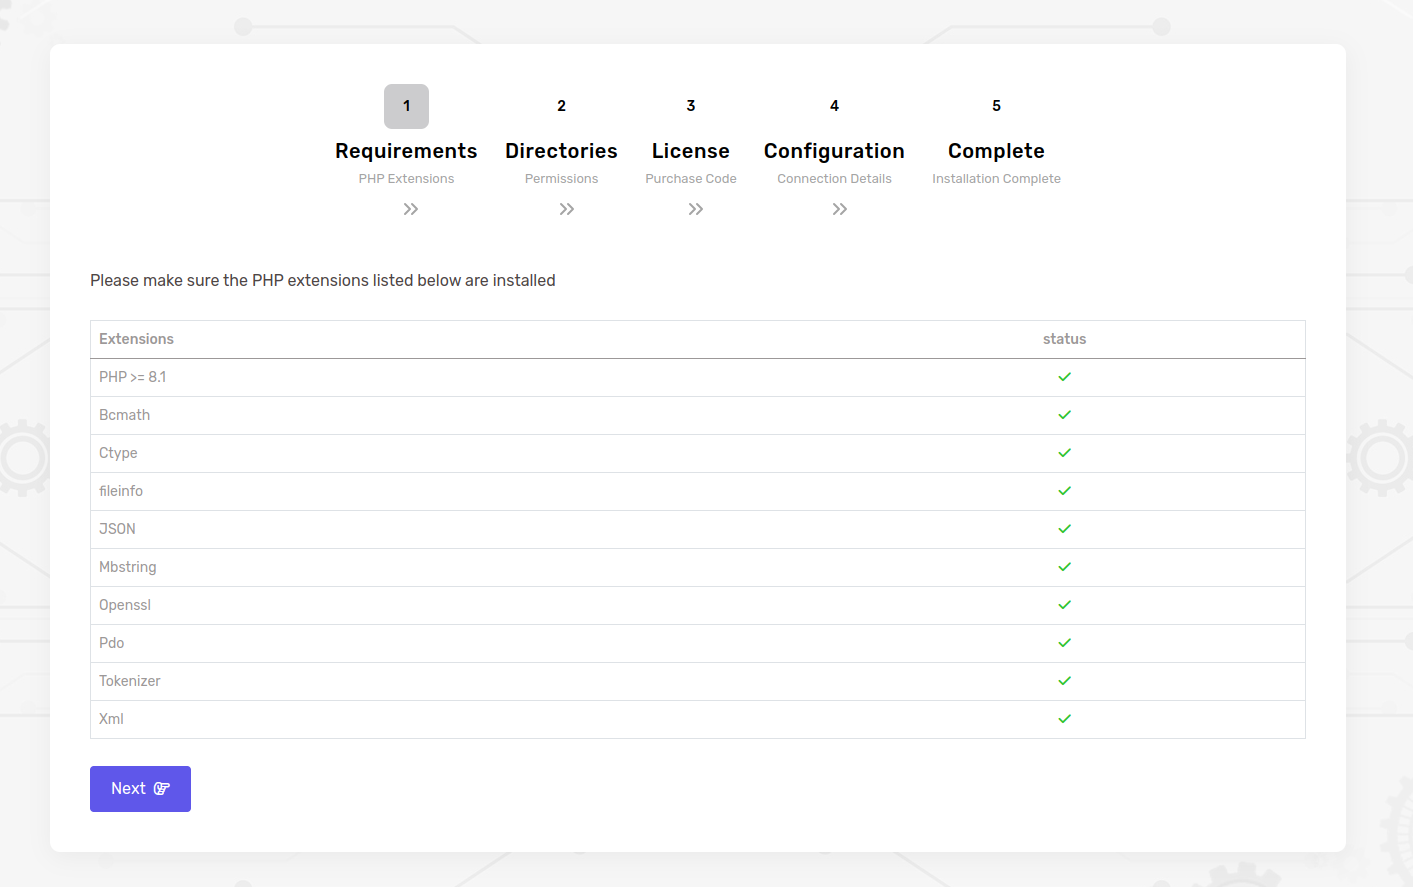 1 2 3 4 5
Requirements Directories License Configuration Complete
PHP Extensions Permissions Purchase Code Connection Details Installation Complete
Please make sure the PHP extensions listed below are installed
Extensions status
PHP >= 8.1
Bcmath
Ctype
fileinfo
JSON
Mbstring
Openssl
Pdo
Tokenizer
Xml
Next